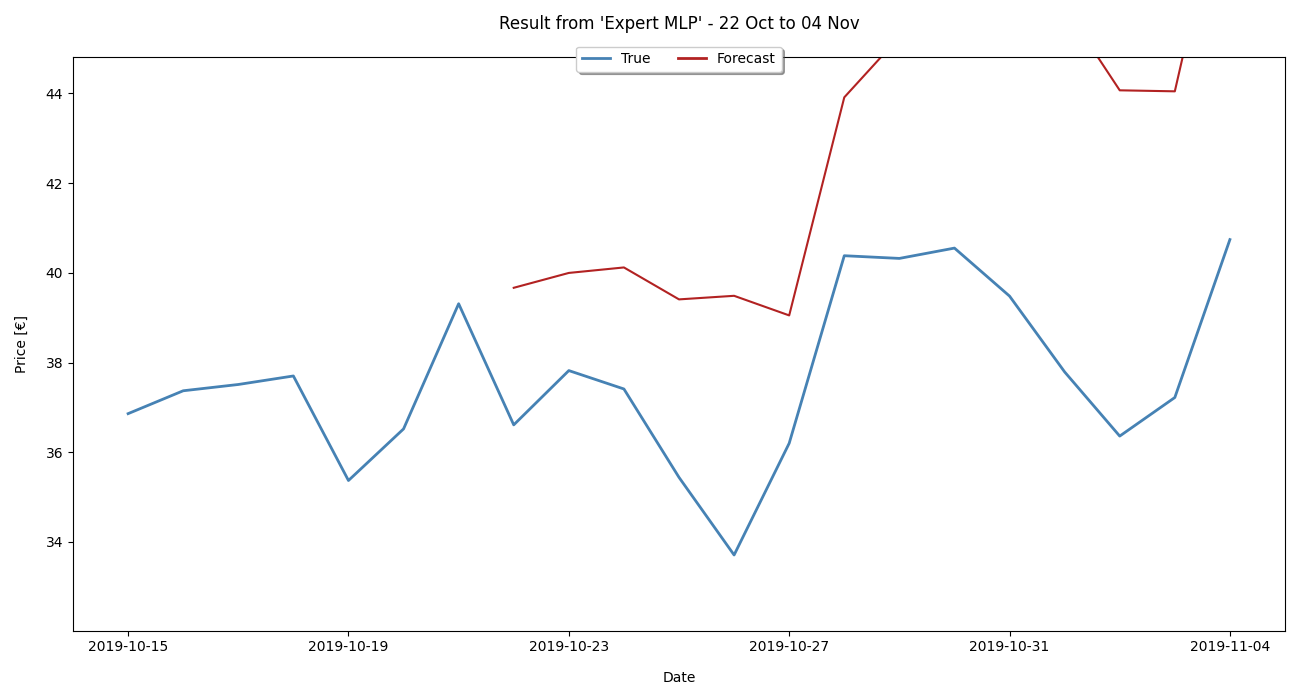 Result from 'Expert MLP' - 22 Oct to 04 Nov
True Forecast
44
42
40
38
36
34
Price [€]
2019-10-15 2019-10-19 2019-10-23 2019-10-27 2019-10-31 2019-11-04
Date